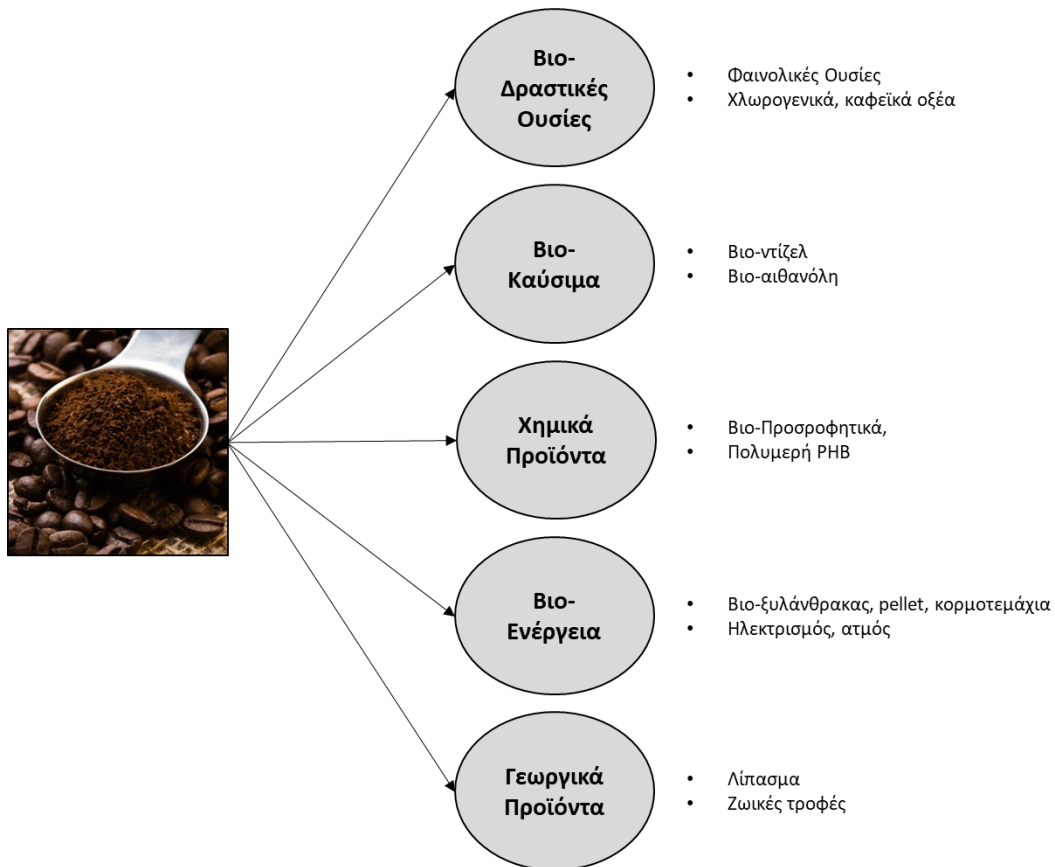 Βιο-
Δραστικές
Ουσίες
• Φαινολικές Ουσίες
• Χλωρογενικά, καφεϊκά οξέα
Βιο-
Καύσιμα
• Βιο-ντίζελ
• Βιο-αιθανόλη
Χημικά
Προϊόντα
• Βιο-Προσροφητικά,
• Πολυμερή PHB
Βιο-
Ενέργεια
• Βιο-ξυλάνθρακας, pellet, κορμοτεμάχια
• Ηλεκτρισμός, ατμός
Γεωργικά
Προϊόντα
• Λίπασμα
• Ζωικές τροφές